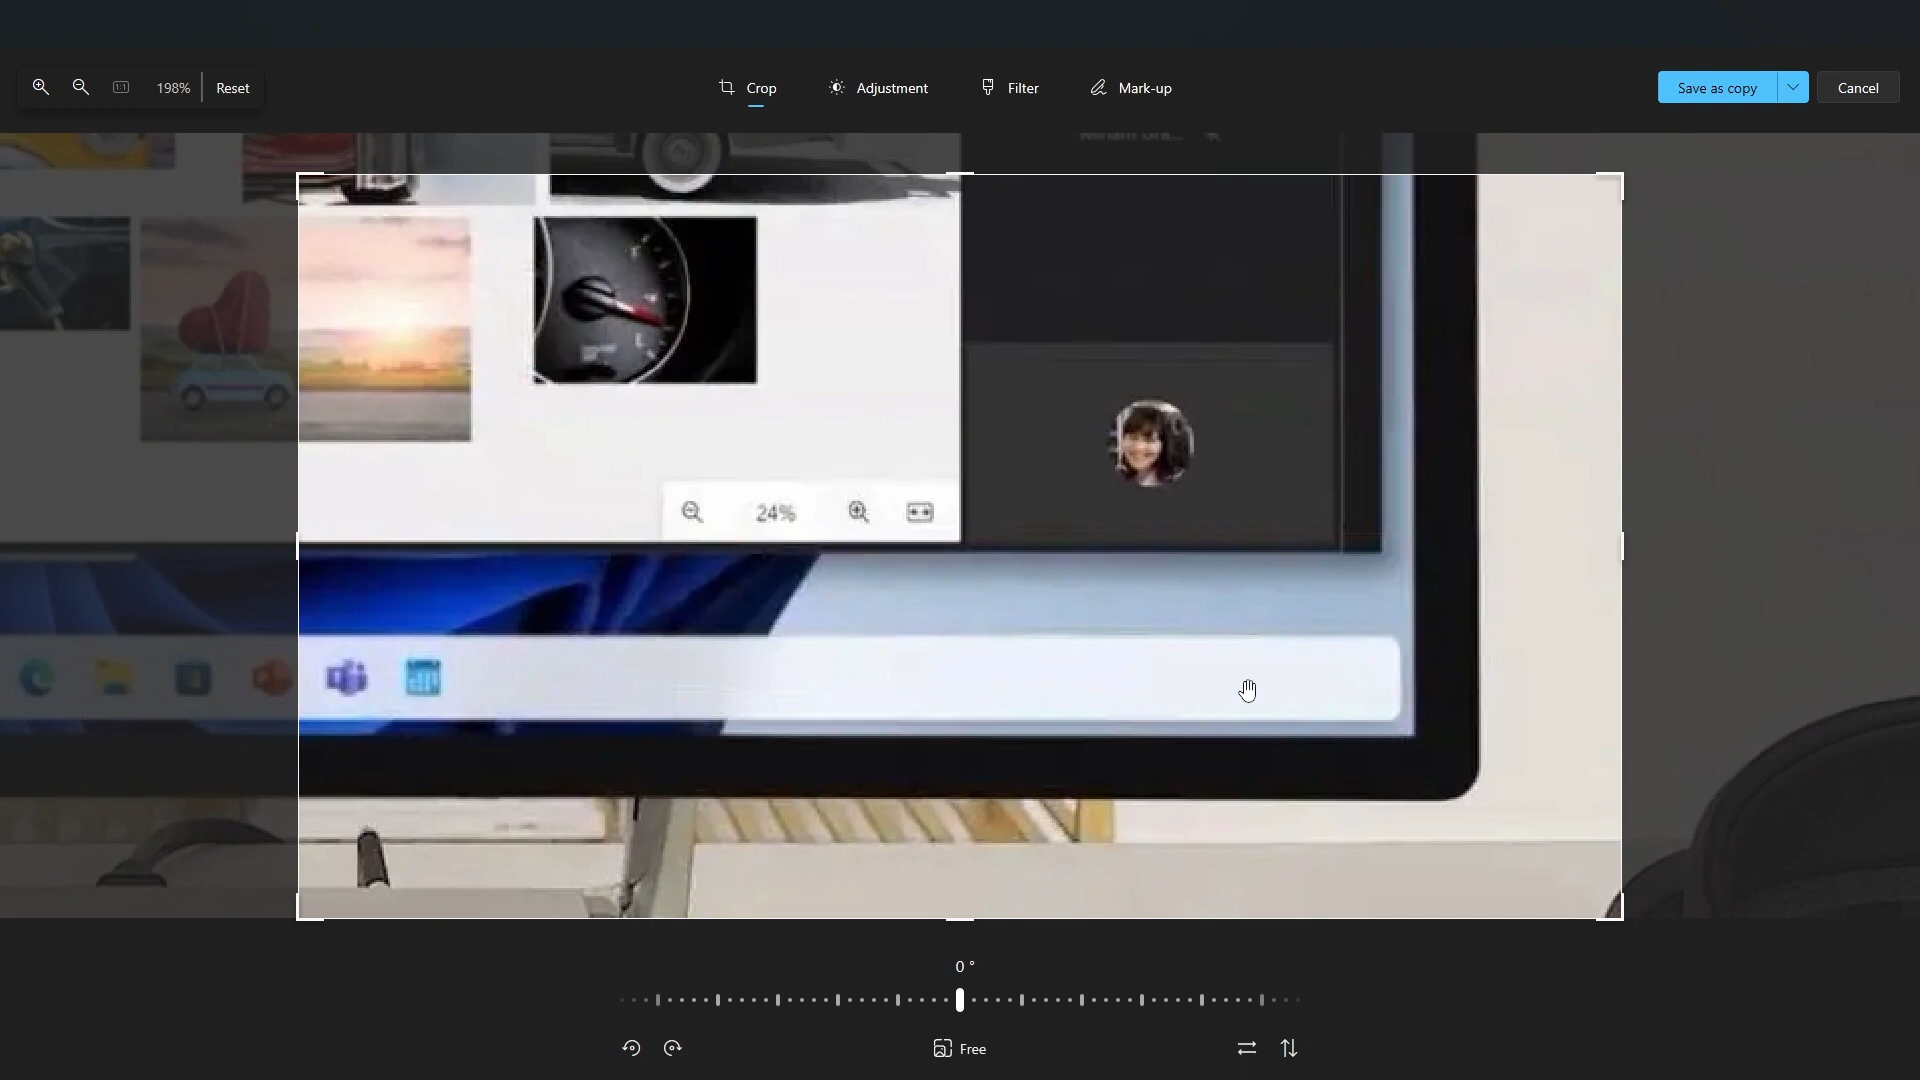 198%
Reset
Crop
Adjustment
Filter
Mark-up
Save as copy
Cancel
24%
0 °
Free